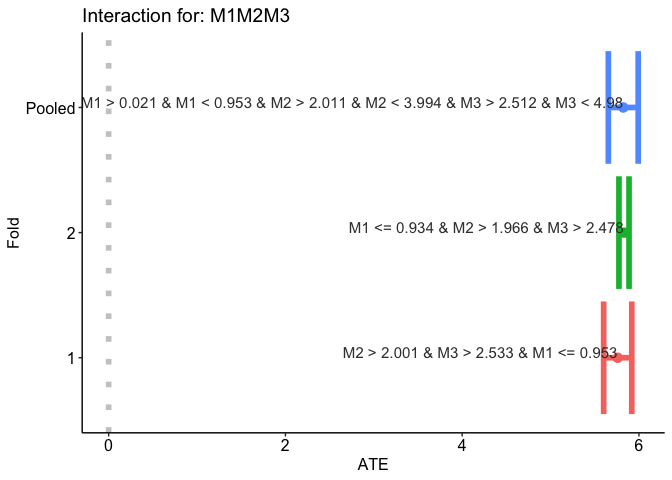 Interaction for: M1M2M3
Fold
Pooled
M1 > 0.021 & M1 < 0.953 & M2 > 2.011 & M2 < 3.994 & M3 > 2.512 & M3 < 4.98
2
M1 <= 0.934 & M2 > 1.966 & M3 > 2.478
1
M2 > 2.001 & M3 > 2.533 & M1 <= 0.953
0 2 4 6
ATE